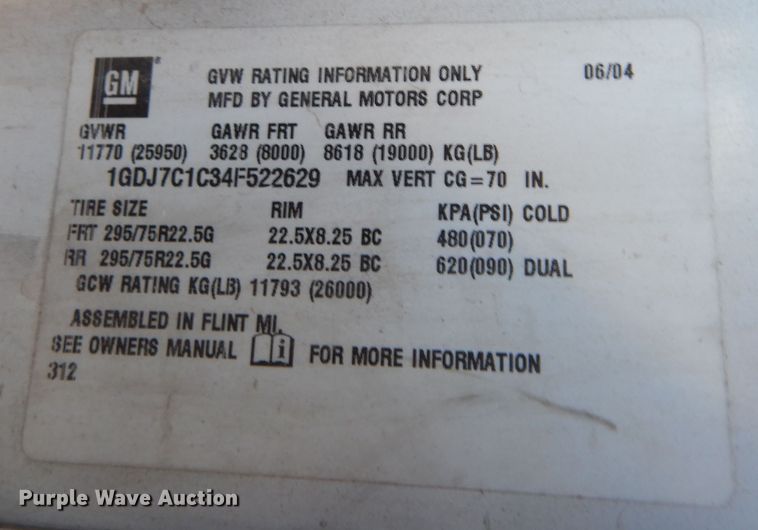 GM GVW RATING INFORMATION ONLY 06/04
MFD BY GENERAL MOTORS CORP
GVWR GAWR FRT GAWR RR
11770 (25950) 3628 (8000) 8618 (19000) KG(LB)
1GDJ7C1C34F522629 MAX VERT CG=70 IN.
TIRE SIZE RIM KPA(PSI) COLD
FRT 295/75R22.5G 22.5X8.25 BC 480(070)
RR 295/75R22.5G 22.5X8.25 BC 620(090) DUAL
GCW RATING KG(LB) 11793 (26000)
ASSEMBLED IN FLINT MI.
SEE OWNERS MANUAL i FOR MORE INFORMATION
312
Purple Wave Auction